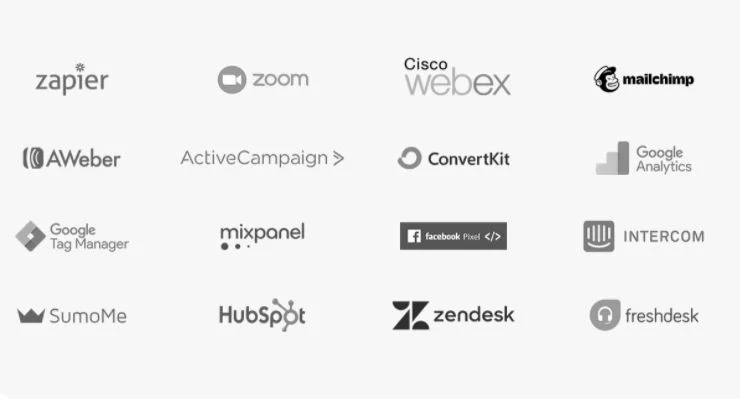 zapier
zoom
Cisco
webex
mailchimp
AWeber
ActiveCampaign >
ConvertKit
Google
Analytics
Google
Tag Manager
mixpanel
facebook Pixel </>
INTERCOM
SumoMe
HubSpot
zendesk
freshdesk